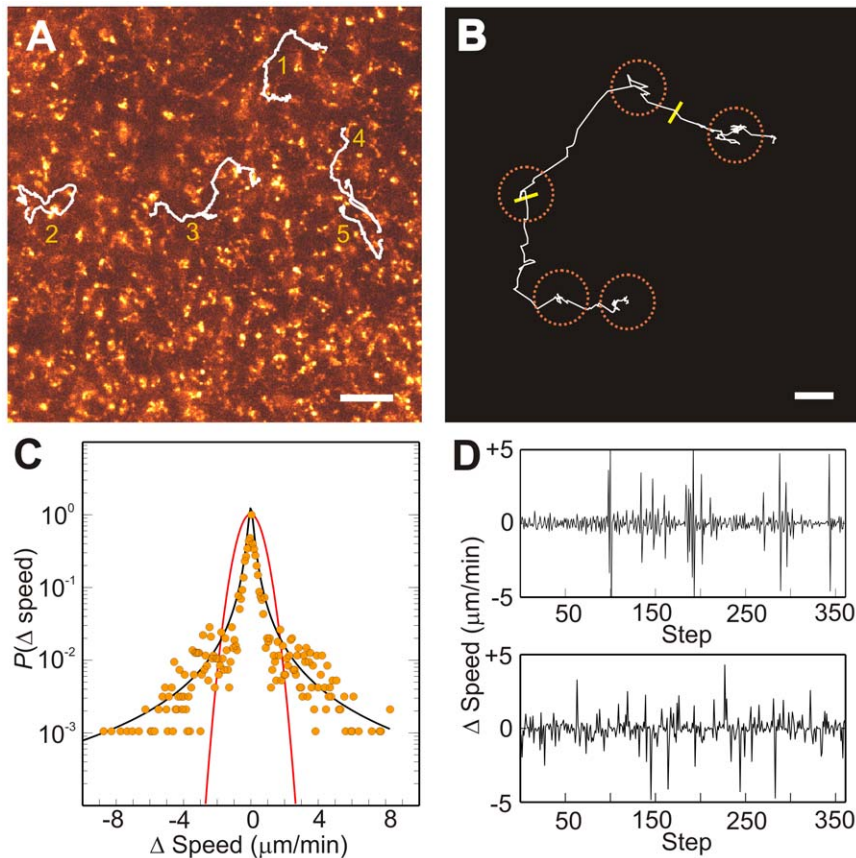 A
1
2
3
4
5
B
C
P(Δ speed)
10⁰
10⁻¹
10⁻²
10⁻³
-8 -4 0 4 8
Δ Speed (μm/min)
D
Δ Speed (μm/min)
+5
0
-5
50 150 250 350
Step
+5
0
-5
50 150 250 350
Step